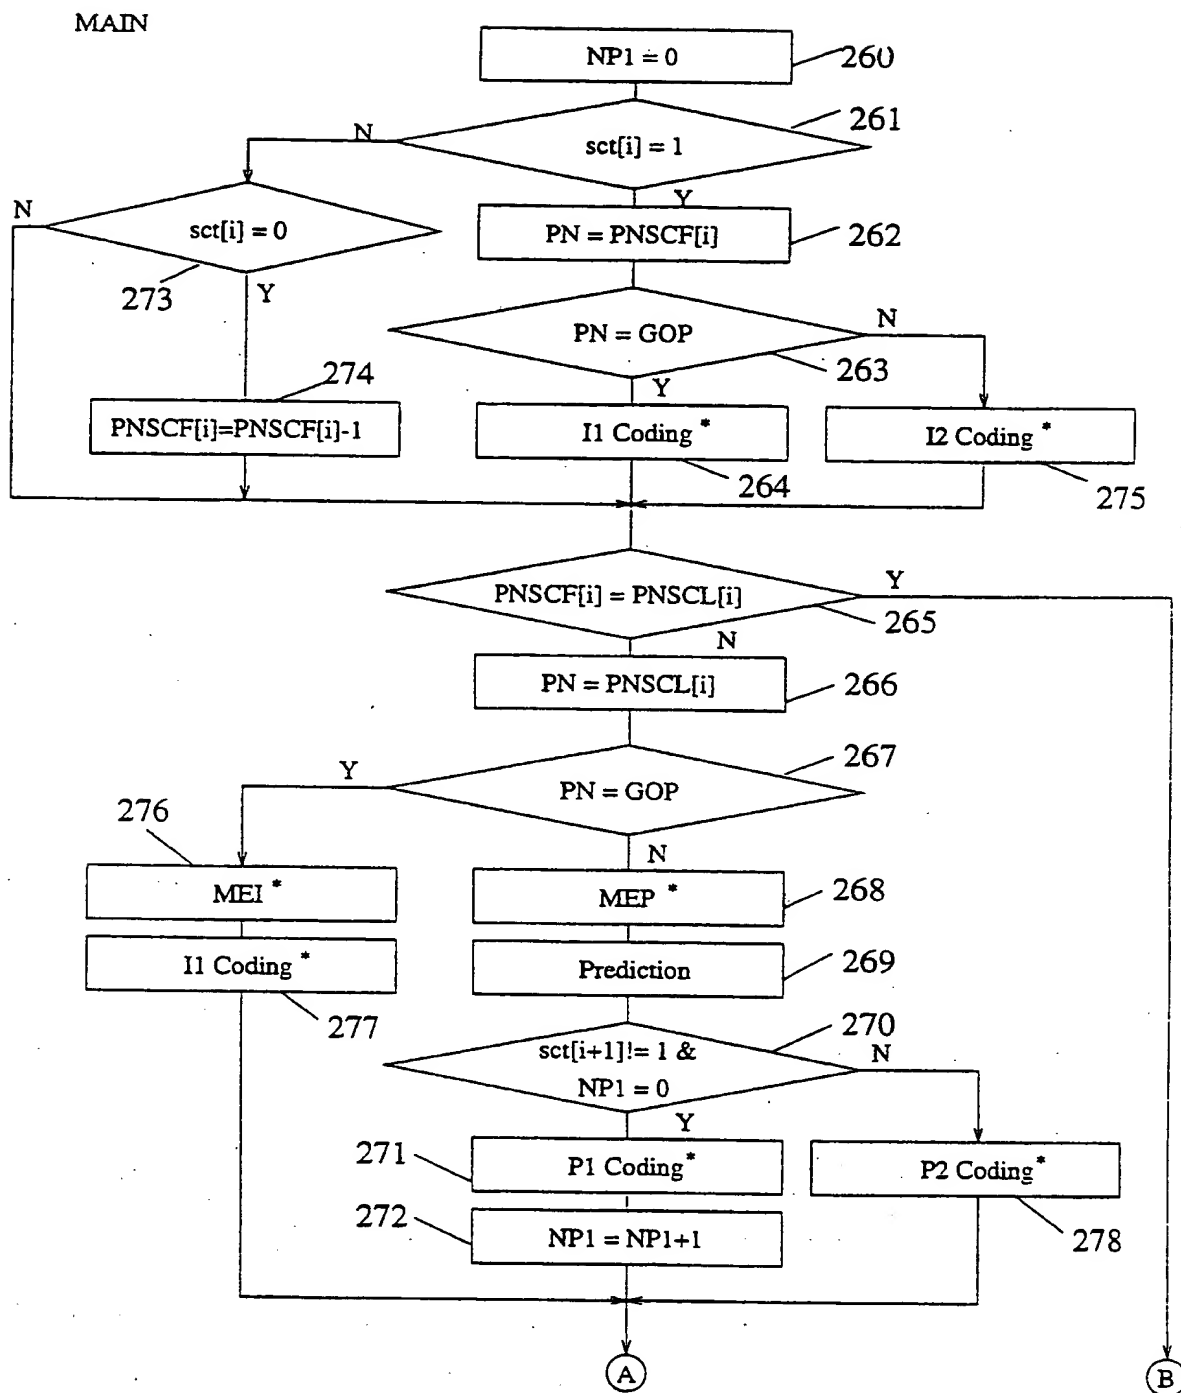 MAIN
NP1 = 0
260
261
N
sct[i] = 1
Y
N
sct[i] = 0
273
Y
PN = PNSCF[i]
262
PN = GOP
N
263
Y
274
PNSCF[i]=PNSCF[i]-1
I1 Coding *
264
I2 Coding *
275
PNSCF[i] = PNSCL[i]
Y
265
N
PN = PNSCL[i]
266
267
Y
PN = GOP
N
276
MEI *
MEP *
268
I1 Coding *
277
Prediction
269
270
sct[i+1]!= 1 &
NP1 = 0
N
Y
271
P1 Coding *
P2 Coding *
278
272
NP1 = NP1+1
A
B